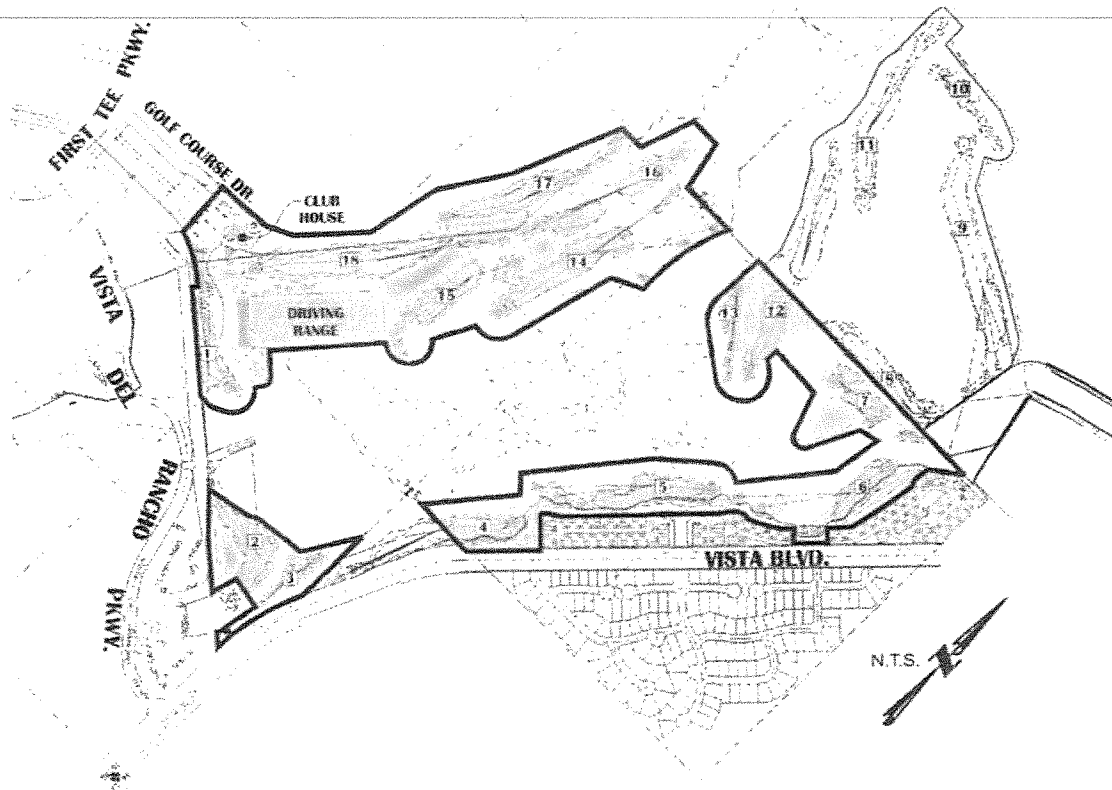 FIRST TEE PKWY.
GOLF COURSE DR.
CLUB
HOUSE
10
11
17
16
9
18
14
VISTA
DEL
RANCHO
PKWY.
15
DRIVING
RANGE
13
12
1
8
7
5
6
4
2
3
VISTA BLVD.
N.T.S.
N